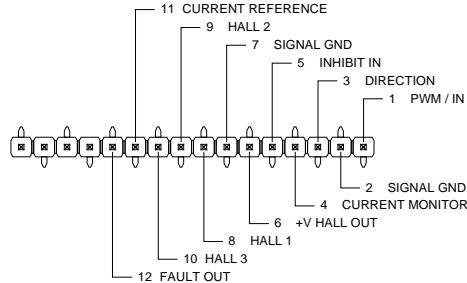 11 CURRENT REFERENCE
9 HALL 2
7 SIGNAL GND
5 INHIBIT IN
3 DIRECTION
1 PWM / IN
2 SIGNAL GND
4 CURRENT MONITOR
6 +V HALL OUT
8 HALL 1
10 HALL 3
12 FAULT OUT